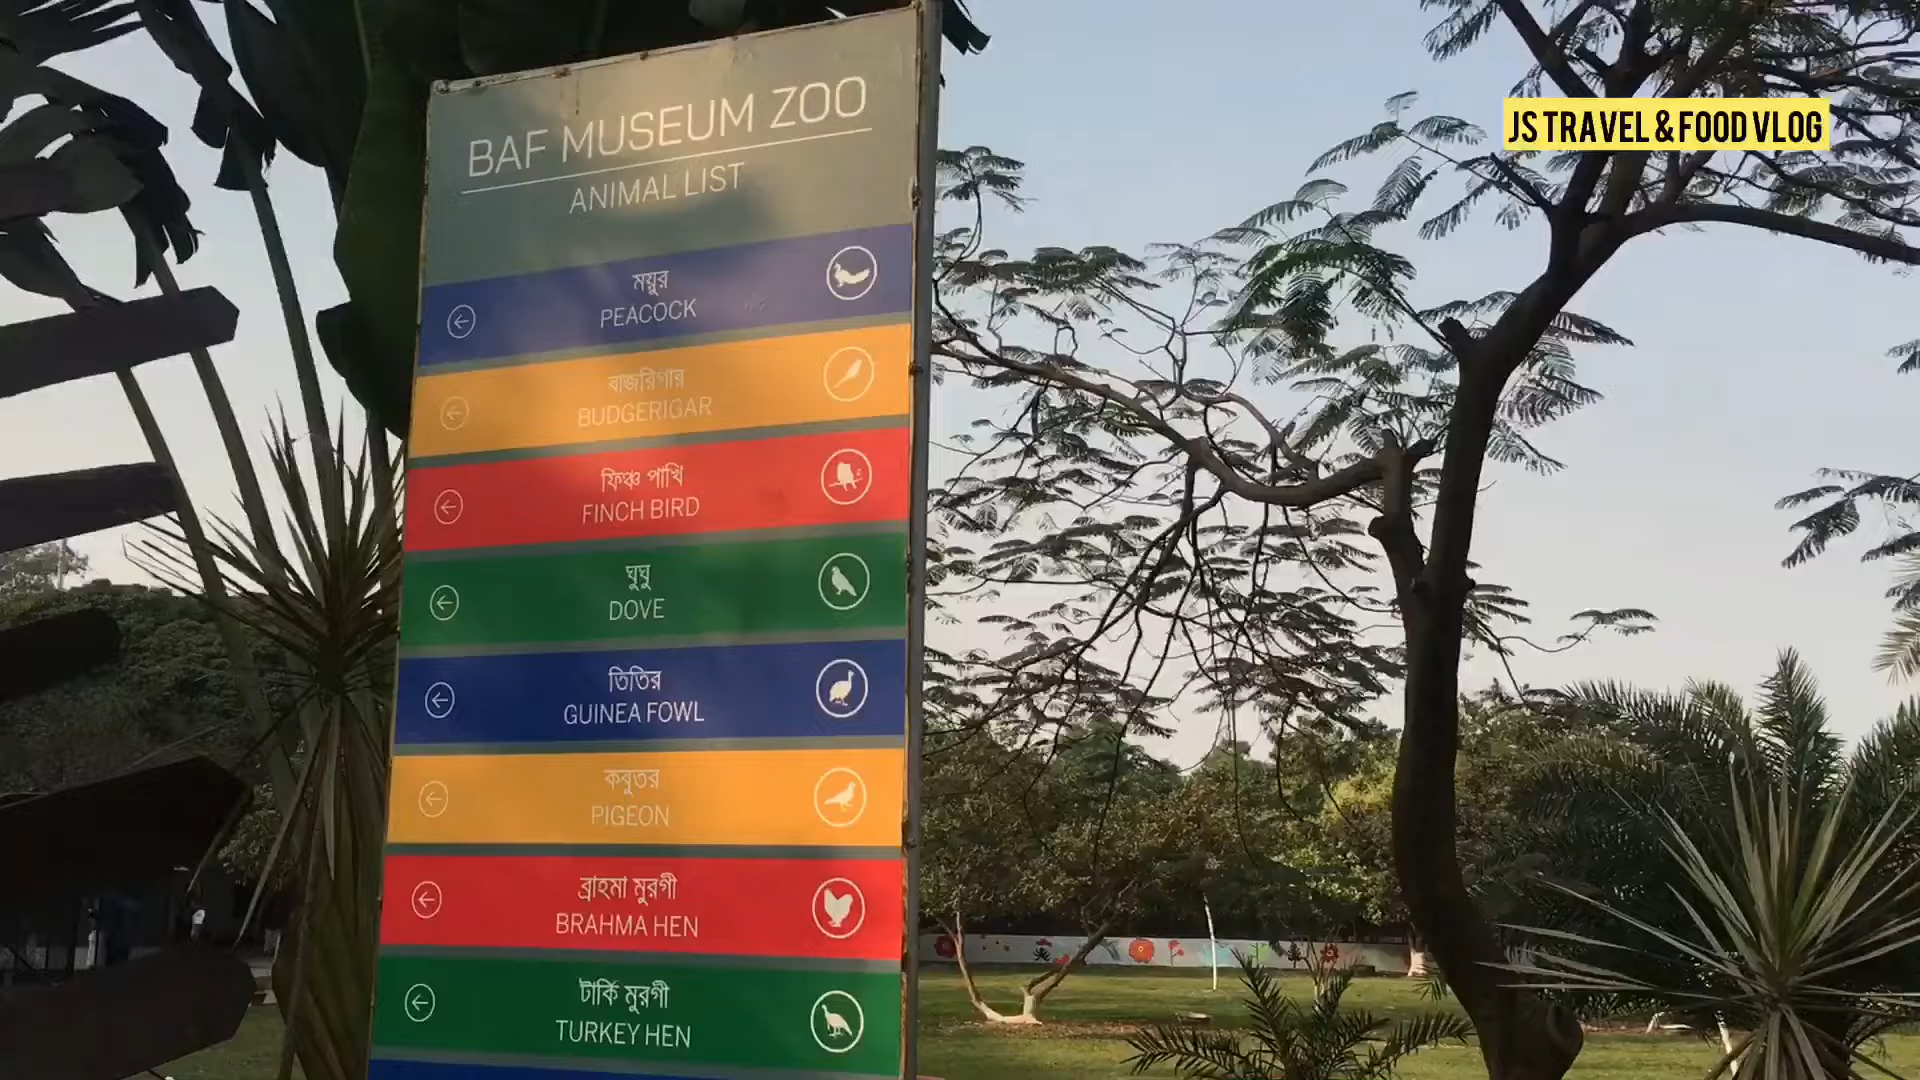 BAF MUSEUM ZOO
ANIMAL LIST
ময়ুর
PEACOCK
বাজরিগার
BUDGERIGAR
ফিঞ্চ পাখি
FINCH BIRD
ঘুঘু
DOVE
তিতির
GUINEA FOWL
কবুতর
PIGEON
ব্রাহমা মুরগী
BRAHMA HEN
টার্কি মুরগী
TURKEY HEN
JS TRAVEL & FOOD VLOG